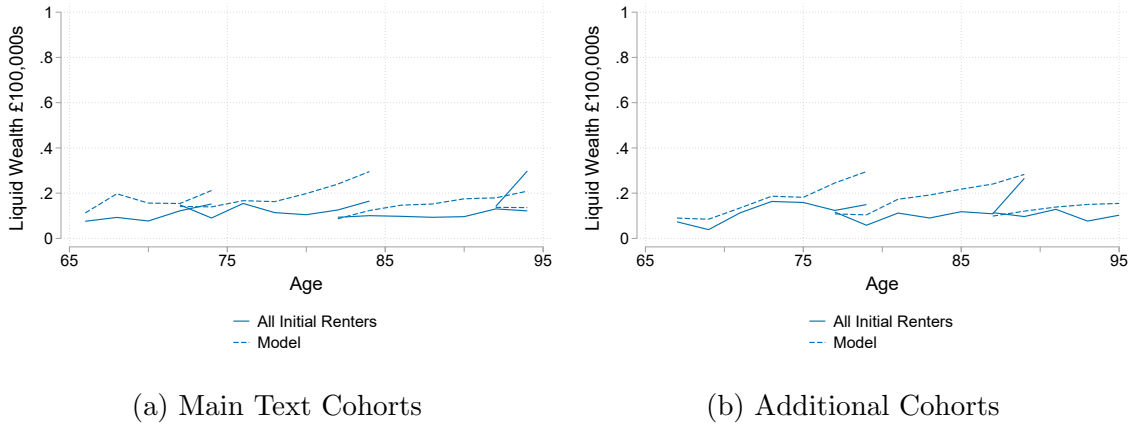 1
.8
.6
.4
.2
0
Liquid Wealth £100,000s
65
75
85
95
Age
All Initial Renters
Model
(a) Main Text Cohorts
1
.8
.6
.4
.2
0
Liquid Wealth £100,000s
65
75
85
95
Age
All Initial Renters
Model
(b) Additional Cohorts